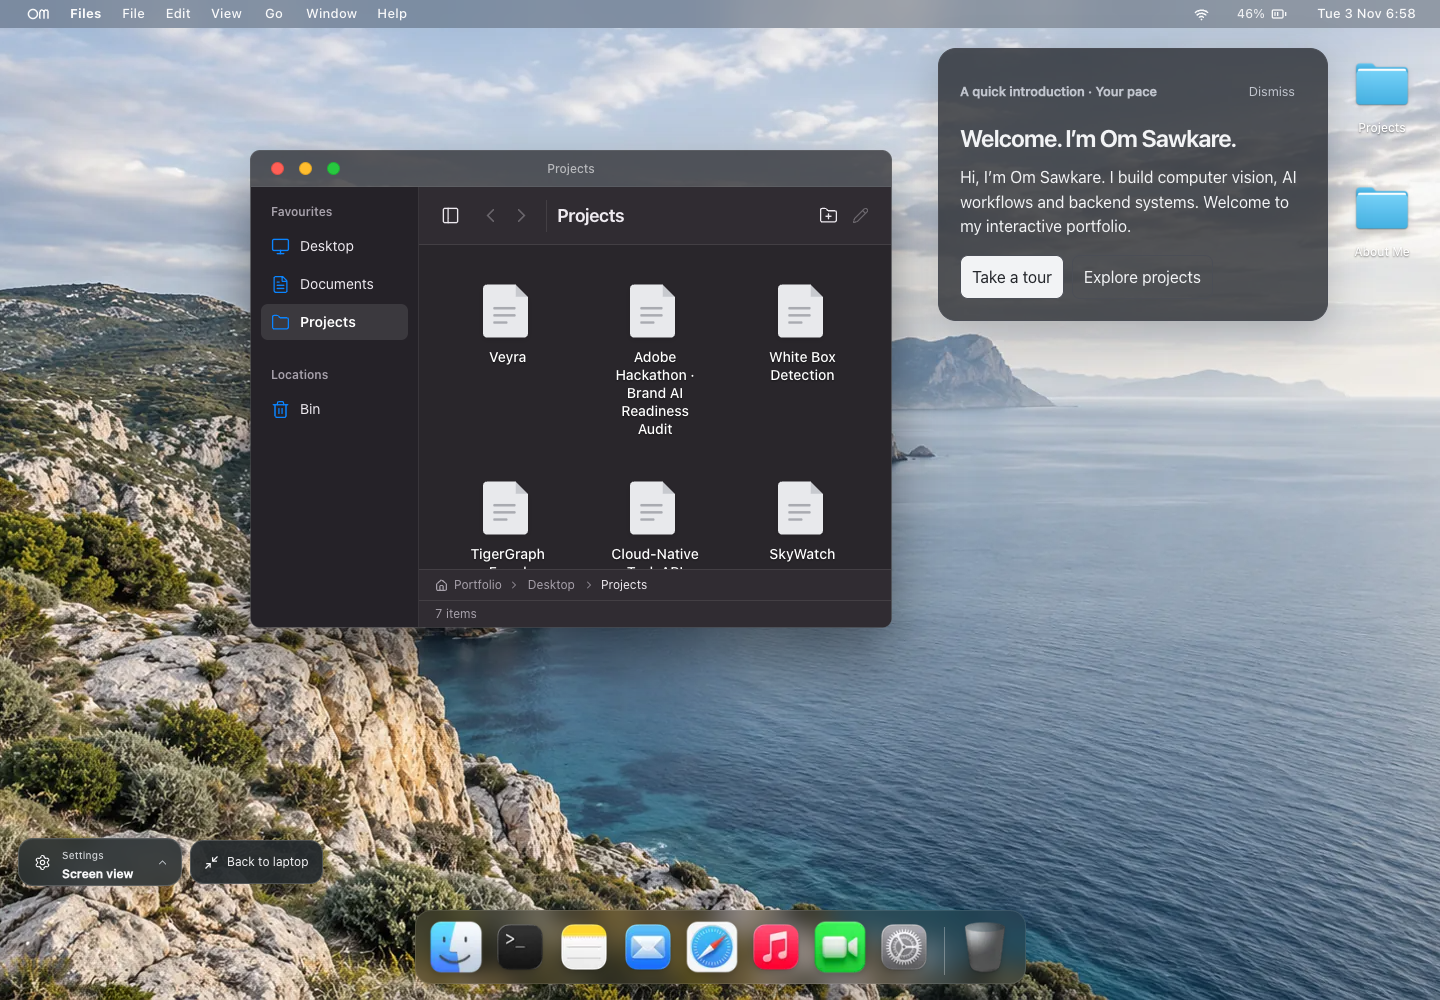 OM Files File Edit View Go Window Help 46% Tue 3 Nov 6:58
A quick introduction · Your pace Dismiss
Welcome. I’m Om Sawkare.
Hi, I’m Om Sawkare. I build computer vision, AI
workflows and backend systems. Welcome to
my interactive portfolio.
Take a tour Explore projects
Projects
About Me
Projects
Favourites
Desktop
Documents
Projects
Locations
Bin
Projects
Veyra
Adobe
Hackathon ·
Brand AI
Readiness
Audit
White Box
Detection
TigerGraph
Cloud-Native
SkyWatch
Portfolio Desktop Projects
7 items
Settings
Screen view
Back to laptop
>_